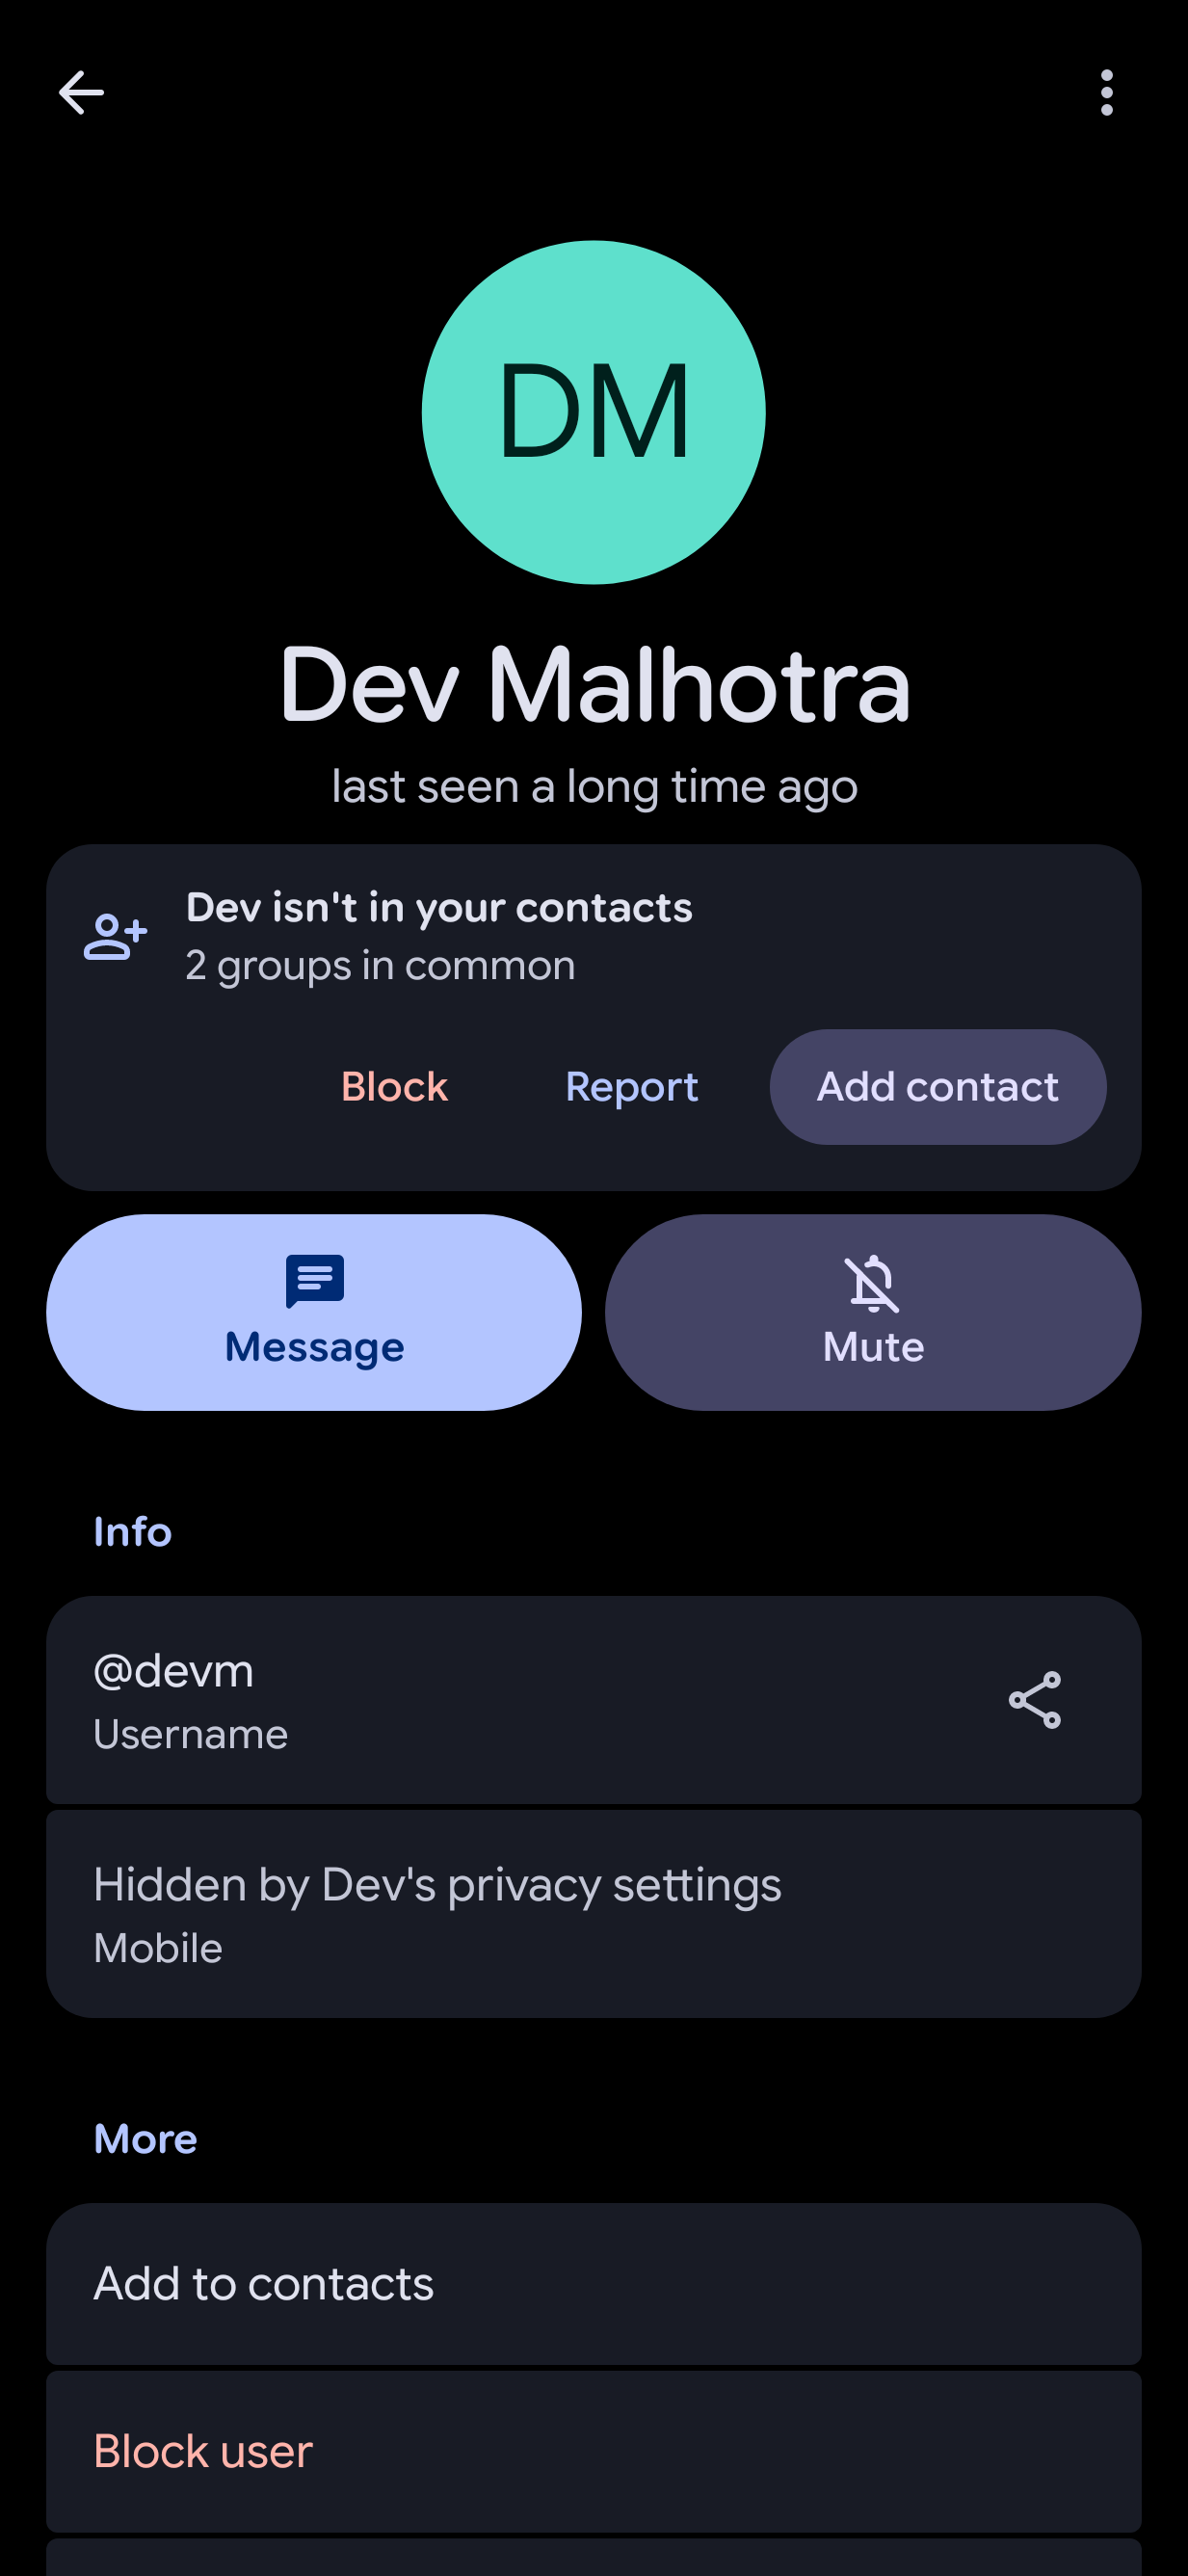 DM
Dev Malhotra
last seen a long time ago
Dev isn't in your contacts
2 groups in common
Block
Report
Add contact
Message
Mute
Info
@devm
Username
Hidden by Dev's privacy settings
Mobile
More
Add to contacts
Block user